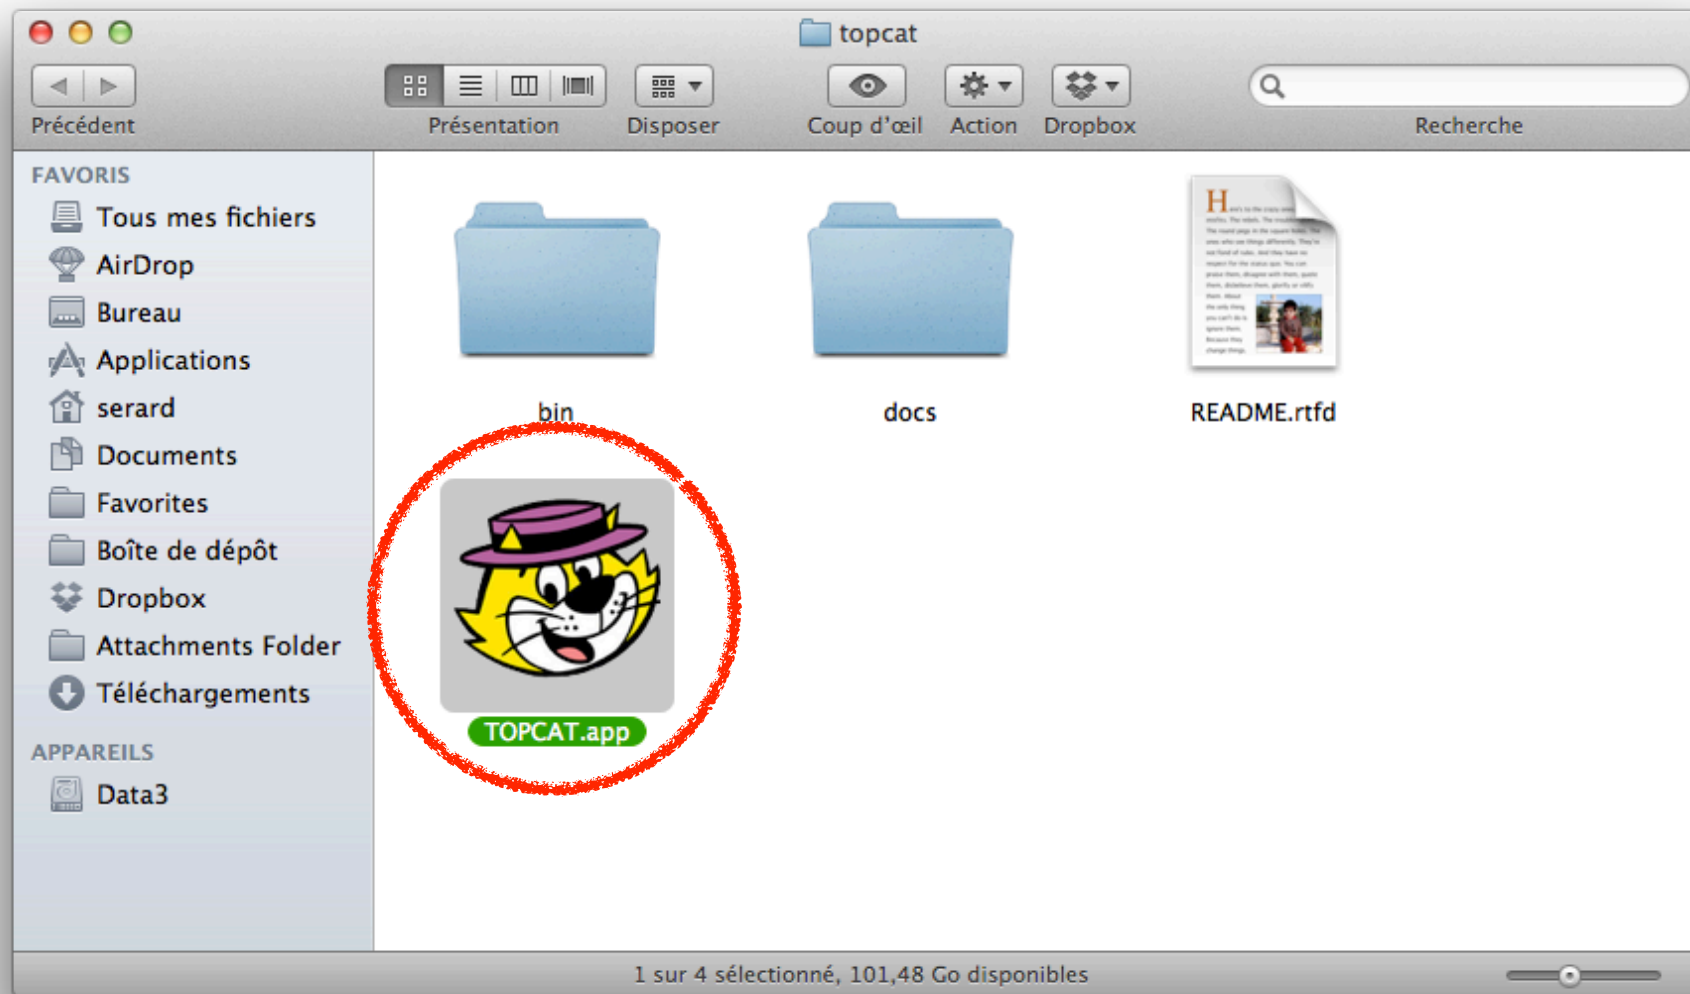 topcat
Précédent
Présentation
Disposer
Coup d'œil
Action
Dropbox
Recherche
FAVORIS
Tous mes fichiers
AirDrop
Bureau
Applications
serard
Documents
Favorites
Boîte de dépôt
Dropbox
Attachments Folder
Téléchargements
APPAREILS
Data3
bin
docs
README.rtfd
TOPCAT.app
1 sur 4 sélectionné, 101,48 Go disponibles